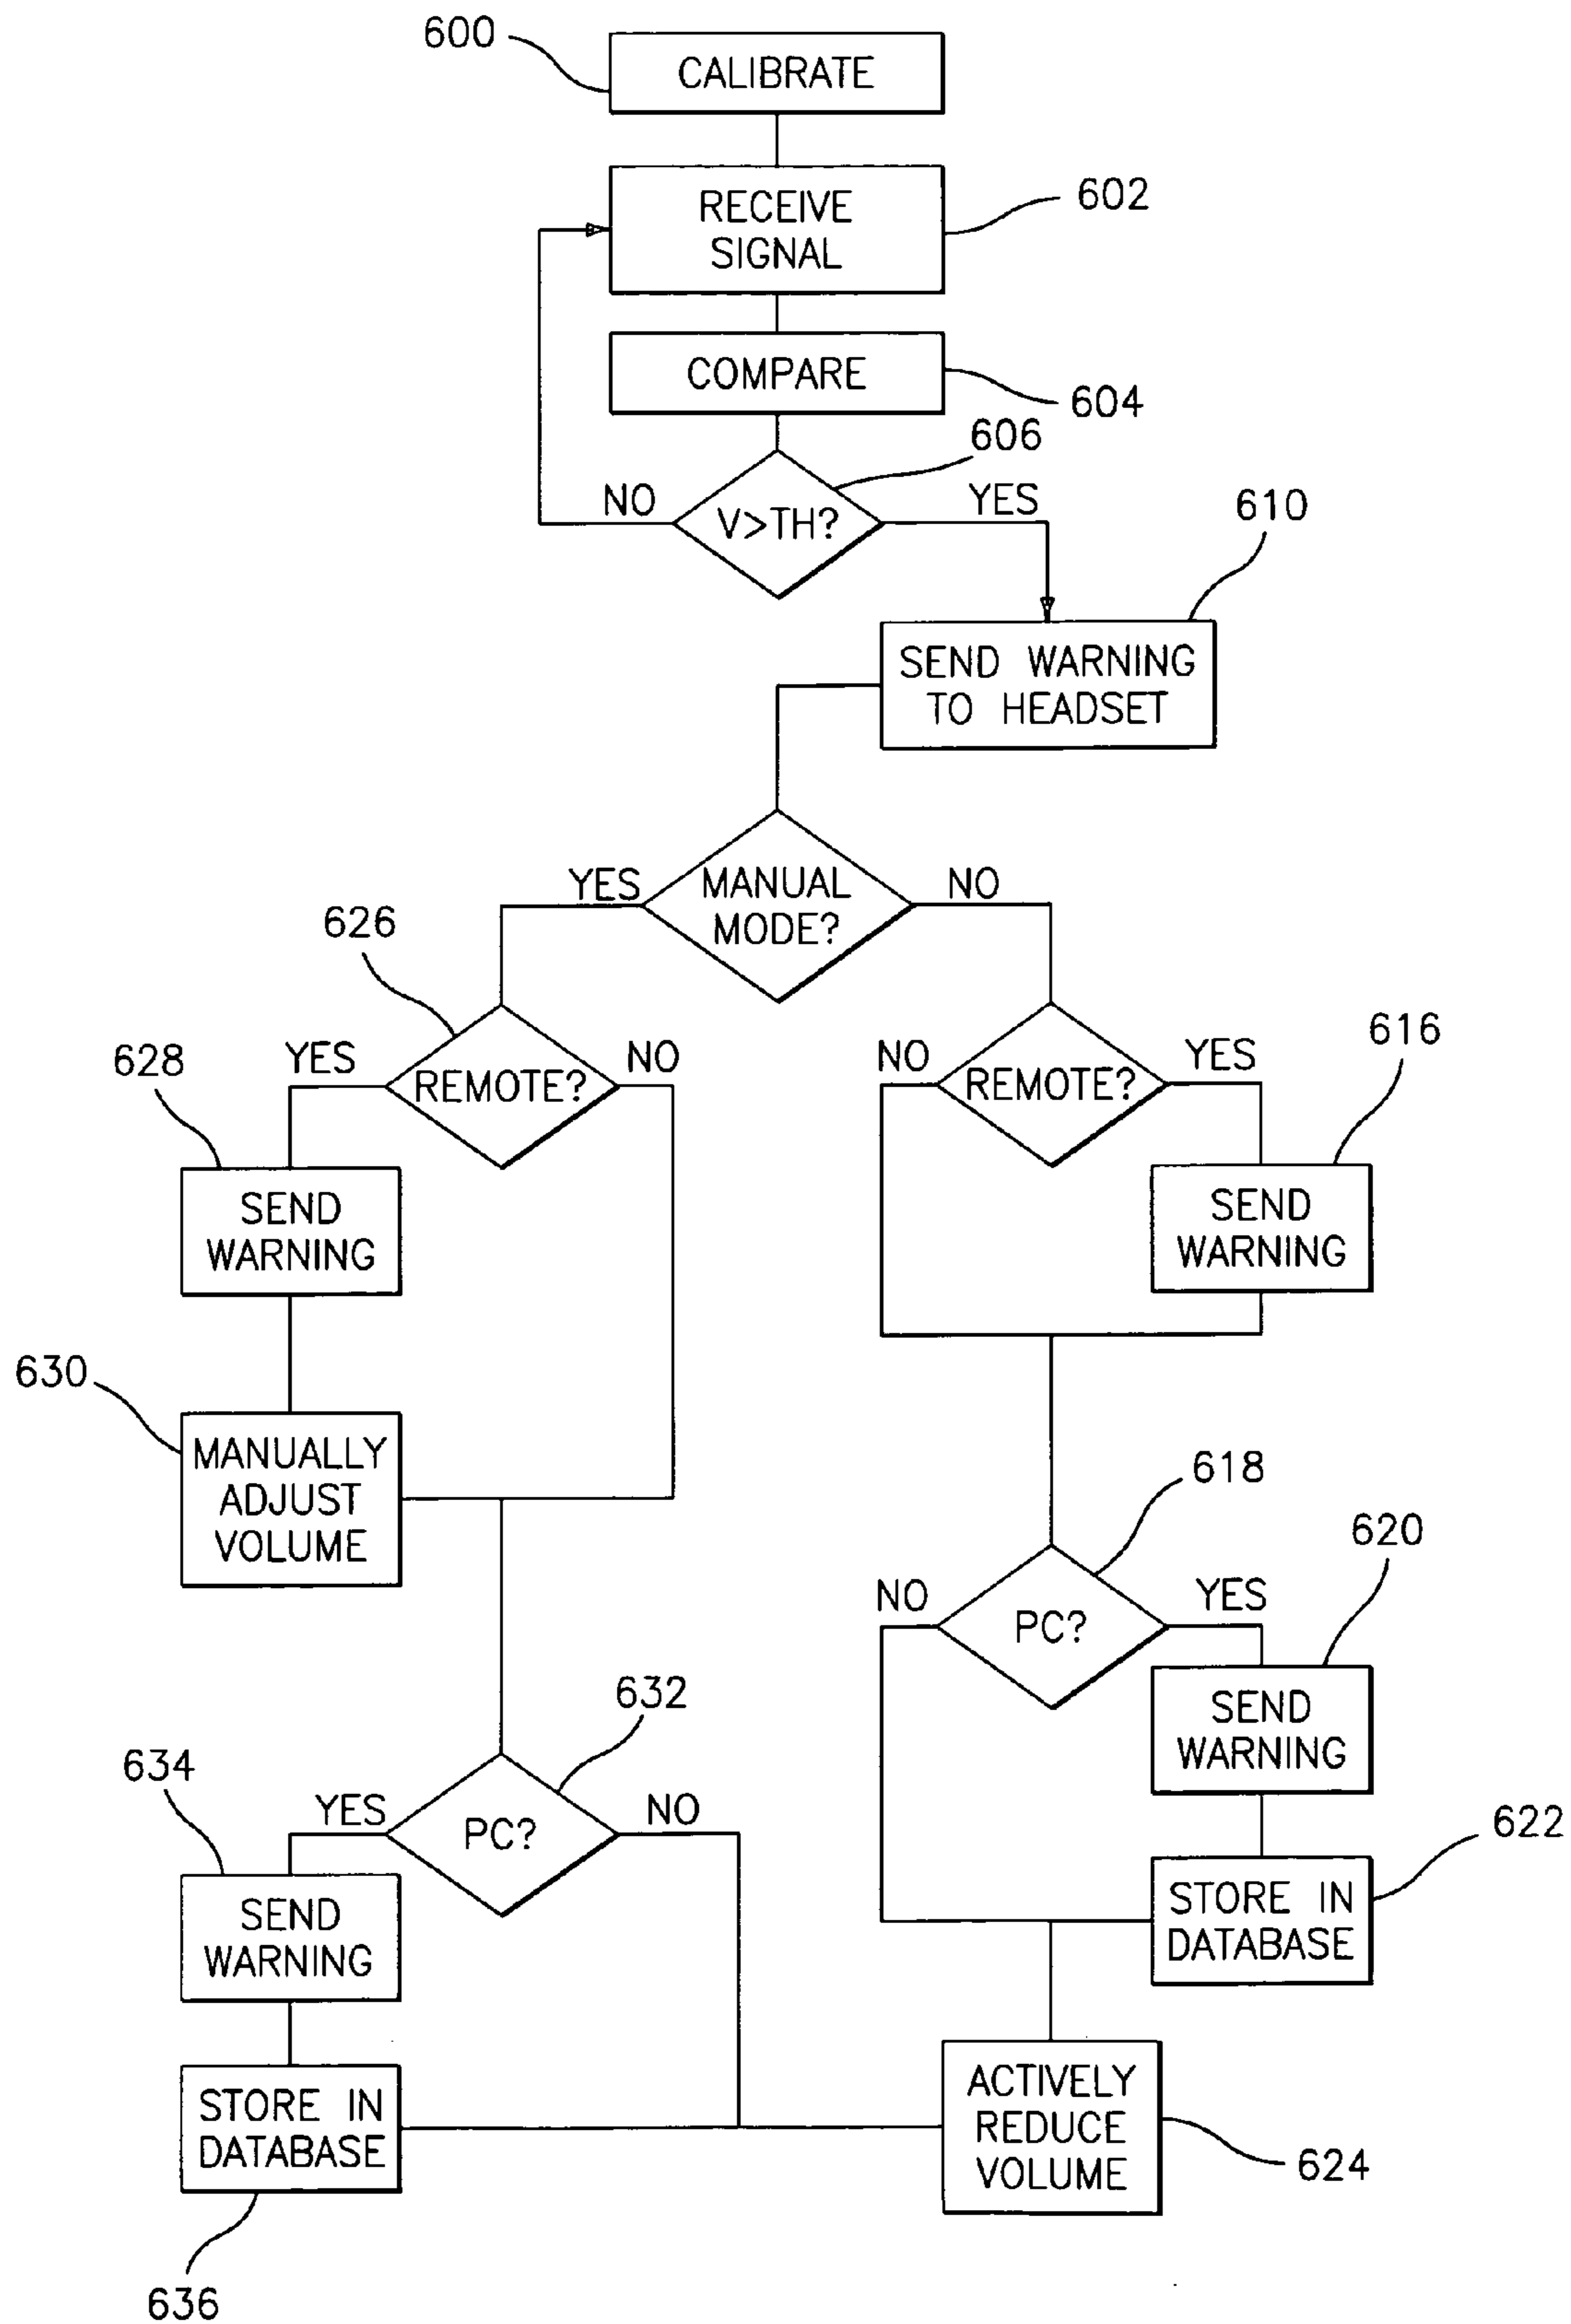 600
CALIBRATE
RECEIVE
SIGNAL
602
COMPARE
604
606
NO
V>TH?
YES
610
SEND WARNING
TO HEADSET
YES
MANUAL
MODE?
NO
626
628
YES
REMOTE?
NO
NO
REMOTE?
YES
616
SEND
WARNING
SEND
WARNING
630
MANUALLY
ADJUST
VOLUME
618
620
NO
PC?
YES
SEND
WARNING
632
634
YES
PC?
NO
622
SEND
WARNING
STORE IN
DATABASE
STORE IN
DATABASE
ACTIVELY
REDUCE
VOLUME
624
636